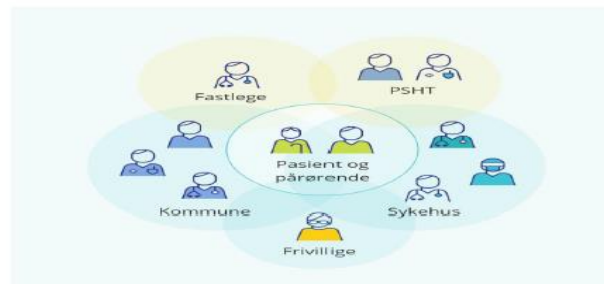 Fastlege
PSHT
Pasient og
pårørende
Kommune
Sykehus
Frivillige